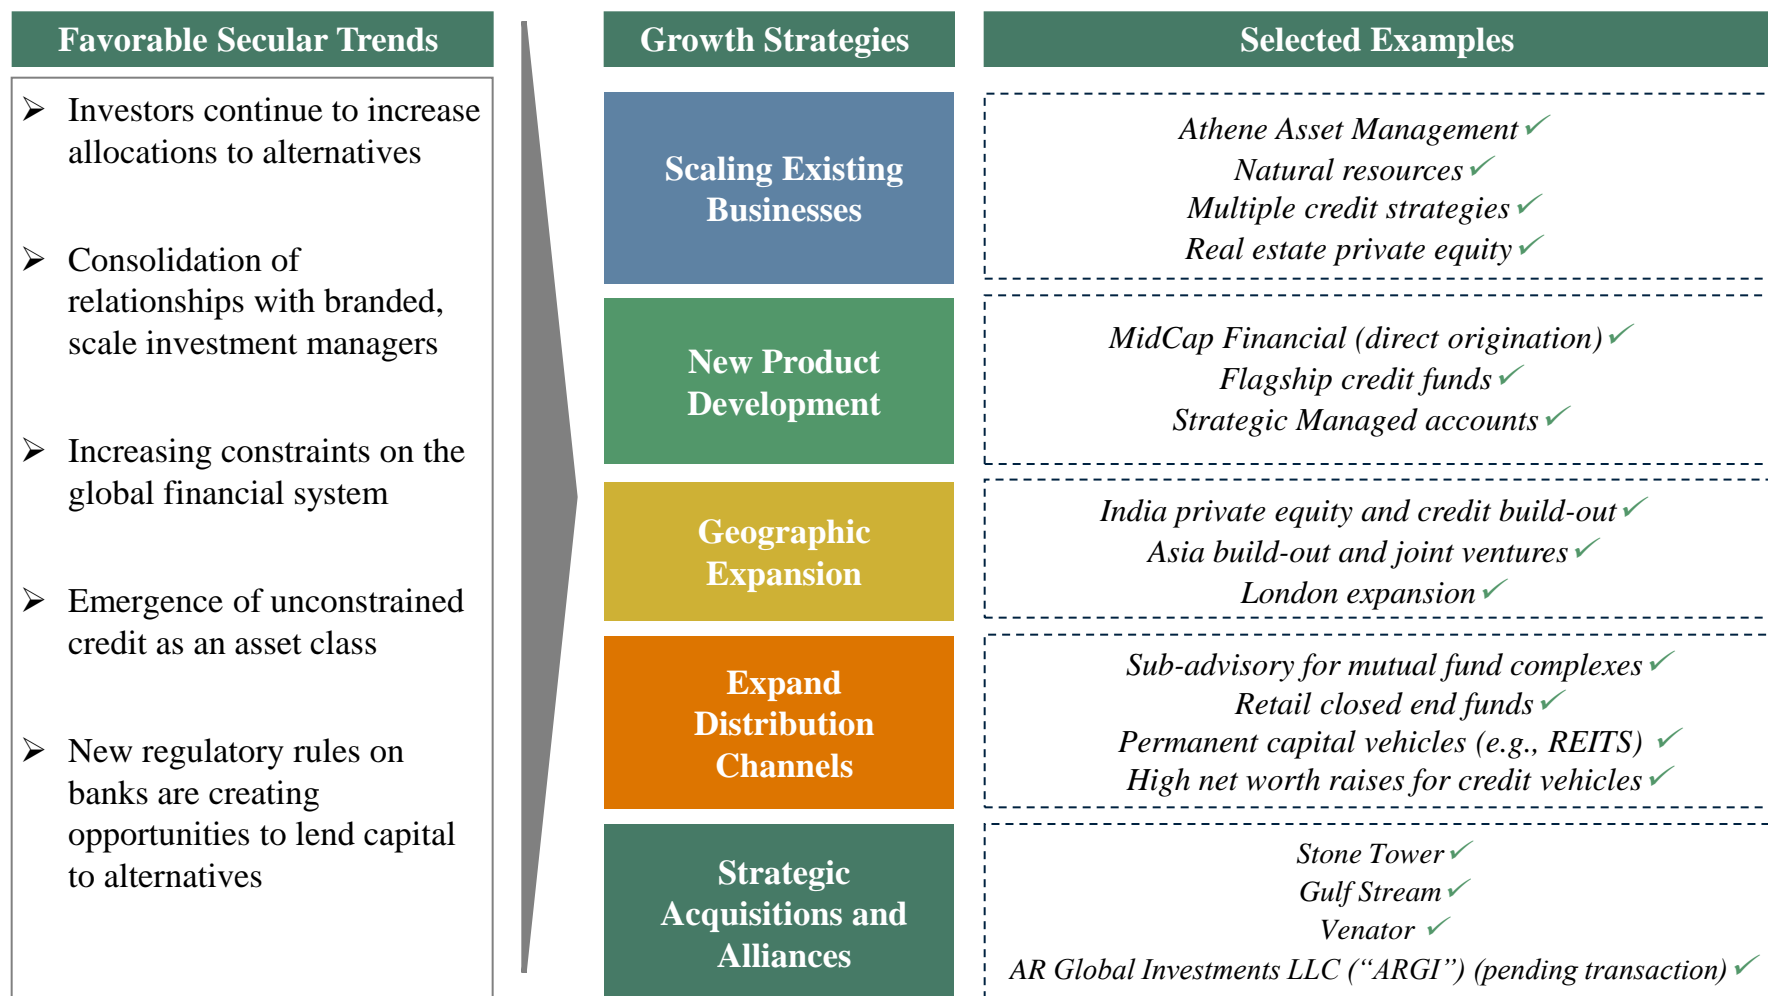 Favorable Secular Trends
Investors continue to increase
allocations to alternatives
Consolidation of
relationships with branded,
scale investment managers
Increasing constraints on the
global financial system
Emergence of unconstrained
credit as an asset class
New regulatory rules on
banks are creating
opportunities to lend capital
to alternatives
Growth Strategies
Selected Examples
Scaling Existing
Businesses
Athene Asset Management
Natural resources
Multiple credit strategies
Real estate private equity
New Product
Development
MidCap Financial (direct origination)
Flagship credit funds
Strategic Managed accounts
Geographic
Expansion
India private equity and credit build-out
Asia build-out and joint ventures
London expansion
Expand
Distribution
Channels
Sub-advisory for mutual fund complexes
Retail closed end funds
Permanent capital vehicles (e.g., REITS)
High net worth raises for credit vehicles
Strategic
Acquisitions and
Alliances
Stone Tower
Gulf Stream
Venator
AR Global Investments LLC (“ARGI”) (pending transaction)